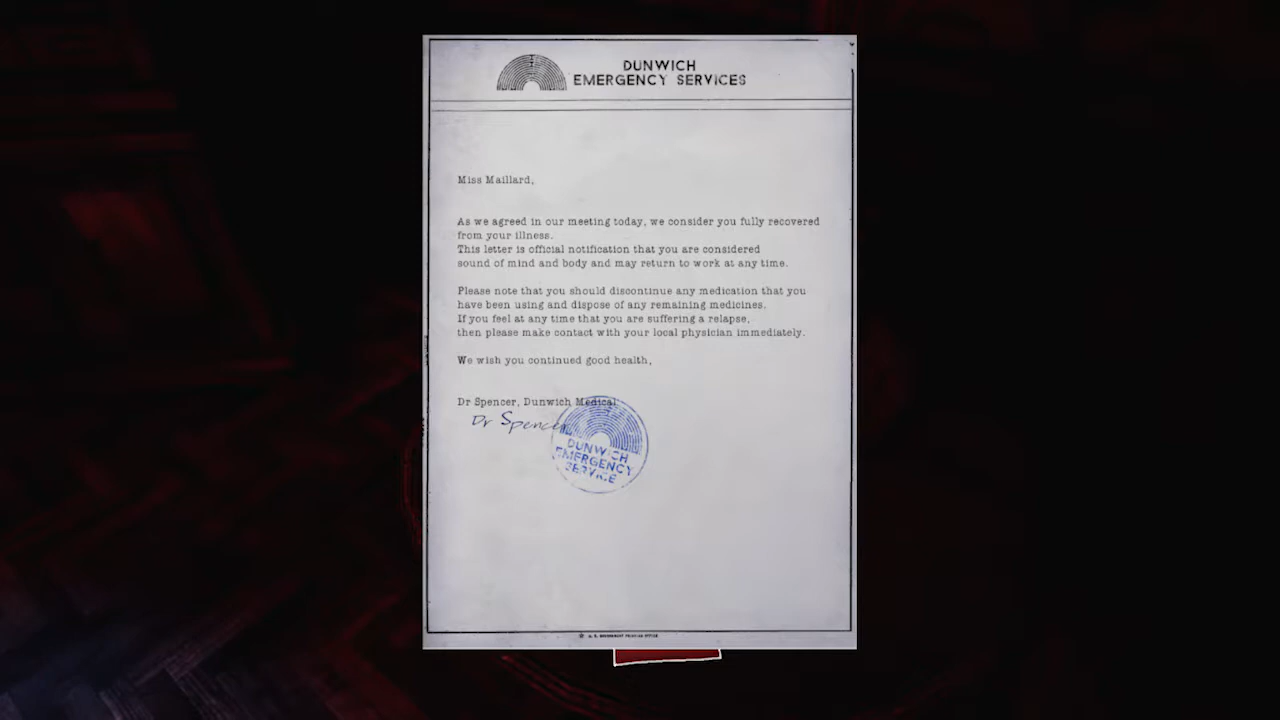 DUNWICH
EMERGENCY SERVICES
Miss Maillard,
As we agreed in our meeting today, we consider you fully recovered
from your illness.
This letter is official notification that you are considered
sound of mind and body and may return to work at any time.
Please note that you should discontinue any medication that you
have been using and dispose of any remaining medicines.
If you feel at any time that you are suffering a relapse,
then please make contact with your local physician immediately.
We wish you continued good health,
Dr Spencer, Dunwich Medical
Dr Spencer
DUNWICH
EMERGENCY
SERVICE
U. S. GOVERNMENT PRINTING OFFICE